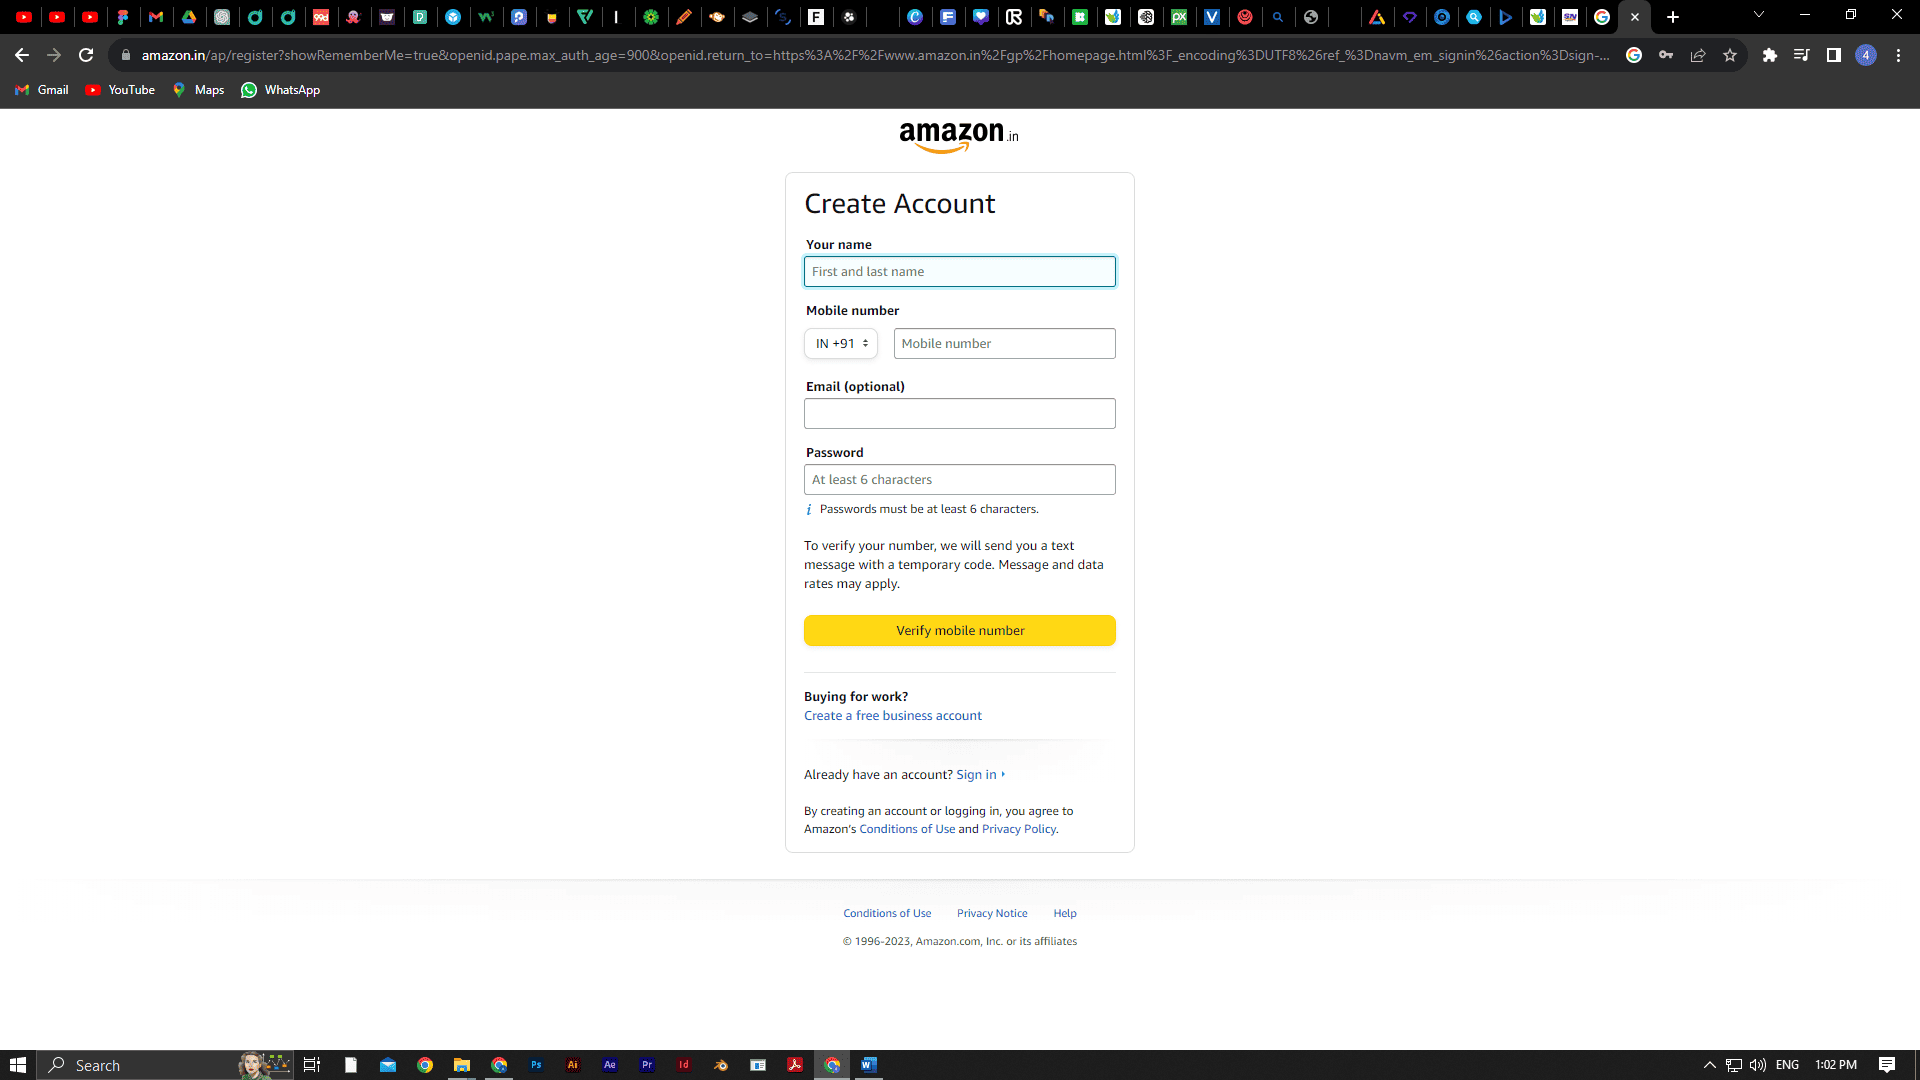 amazon.in/ap/register?showRememberMe=true&openid.pape.max_auth_age=900&openid.return_to=https%3A%2F%2Fwww.amazon.in%2Fgp%2Fhomepage.html%3F_encoding%3DUTF8%26ref_%3Dnavm_em_signin%26action%3Dsign-...
4
Gmail
YouTube
Maps
WhatsApp
amazon.in
Create Account
Your name
First and last name
Mobile number
IN +91
Mobile number
Email (optional)
Password
At least 6 characters
i Passwords must be at least 6 characters.
To verify your number, we will send you a text
message with a temporary code. Message and data
rates may apply.
Verify mobile number
Buying for work?
Create a free business account
Already have an account? Sign in
By creating an account or logging in, you agree to
Amazon's Conditions of Use and Privacy Policy.
Conditions of Use
Privacy Notice
Help
© 1996-2023, Amazon.com, Inc. or its affiliates
Search
Ps
Ai
Ae
Pr
Id
ENG
1:02 PM